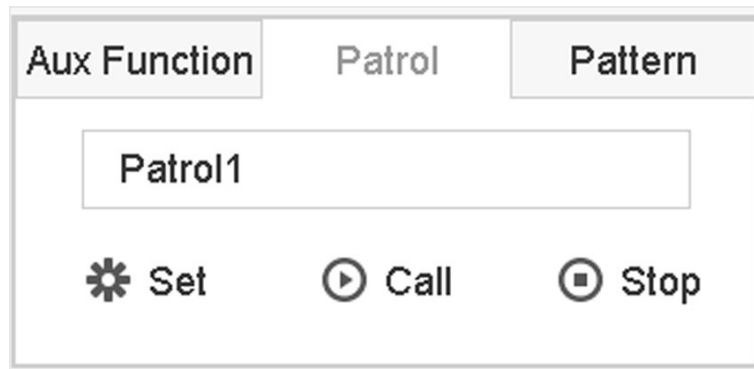 Aux Function Patrol Pattern
Patrol1
Set Call Stop